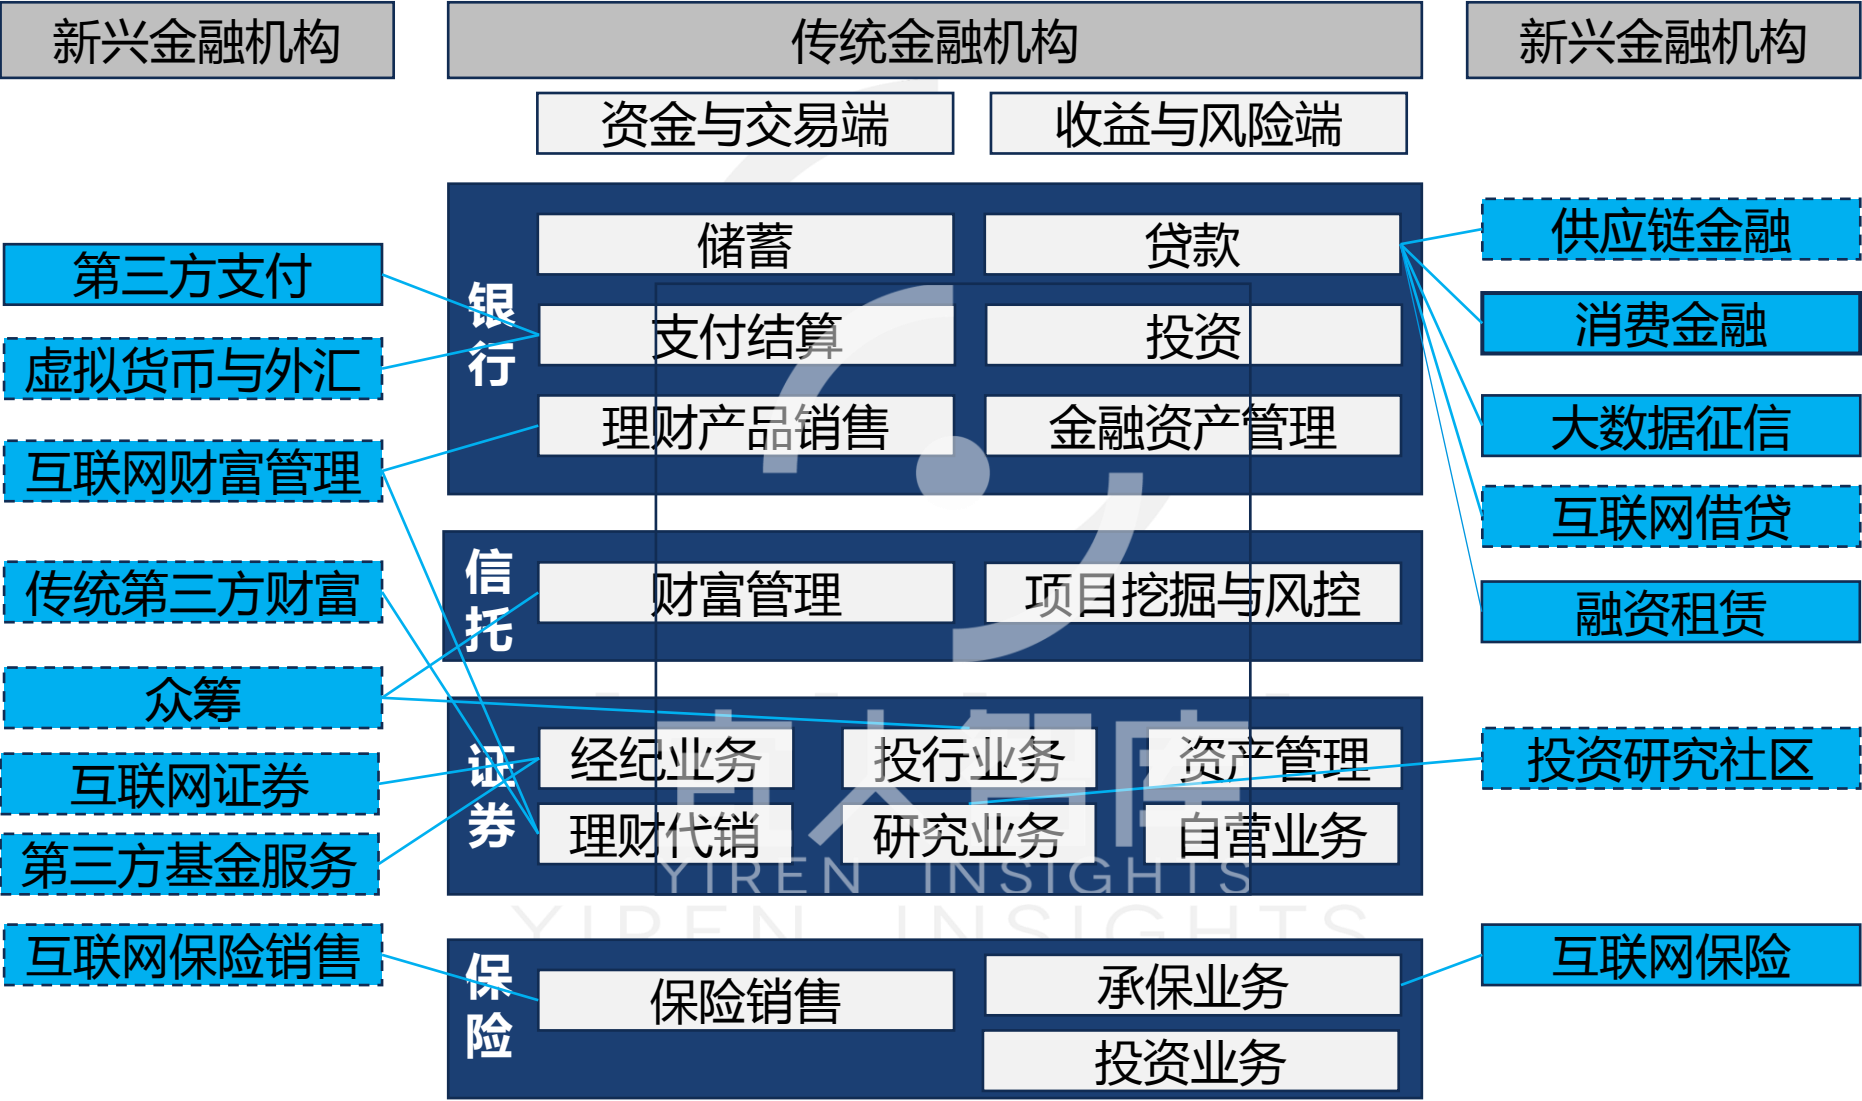 新兴金融机构
传统金融机构
新兴金融机构
资金与交易端
收益与风险端
第三方支付
虚拟货币与外汇
互联网财富管理
传统第三方财富
众筹
互联网证券
第三方基金服务
互联网保险销售
银行
储蓄
贷款
支付结算
投资
理财产品销售
金融资产管理
信托
财富管理
项目挖掘与风控
证券
经纪业务
投行业务
资产管理
理财代销
研究业务
自营业务
保险
保险销售
承保业务
投资业务
供应链金融
消费金融
大数据征信
互联网借贷
融资租赁
投资研究社区
互联网保险
YIREN INSIGHTS
YIREN INSIGHTS